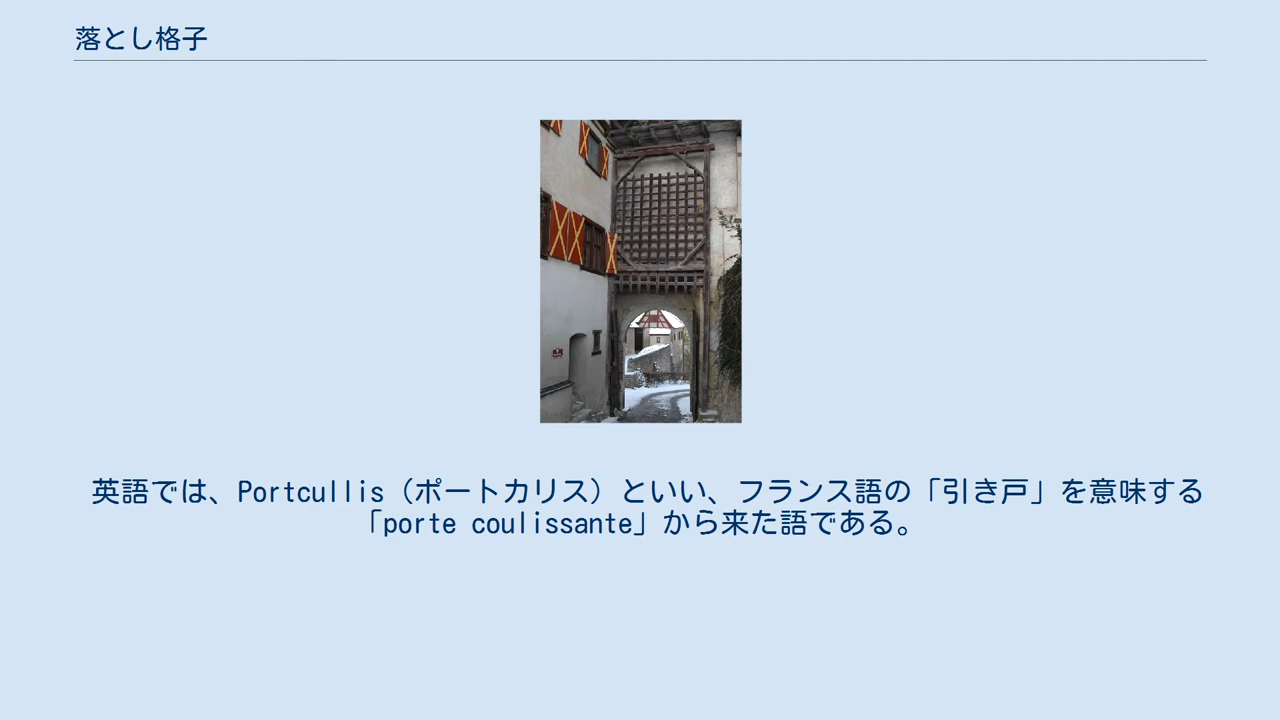 落とし格子
英語では、Portcullis（ポートカリス）といい、フランス語の「引き戸」を意味する
「porte coulissante」から来た語である。